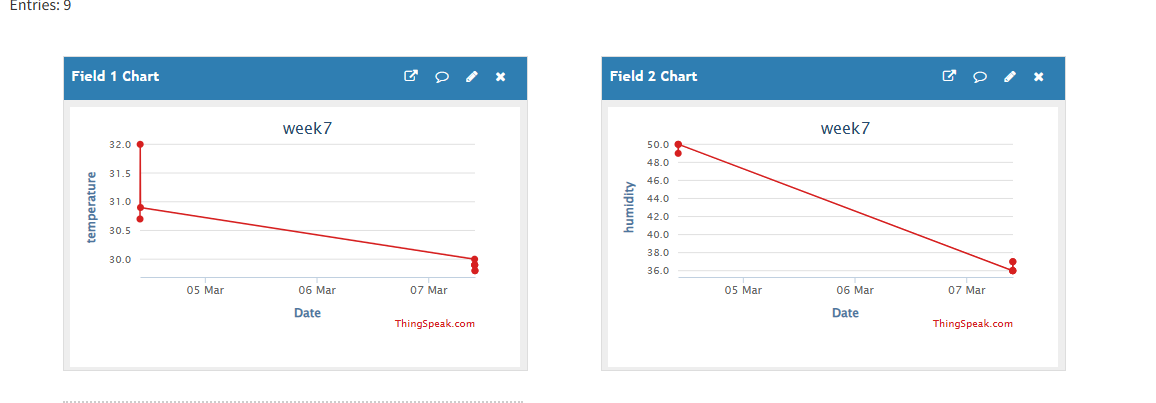 Entries: 9
Field 1 Chart
week7
32.0
31.5
31.0
30.5
30.0
temperature
05 Mar
06 Mar
07 Mar
Date
ThingSpeak.com
Field 2 Chart
week7
50.0
48.0
46.0
44.0
42.0
40.0
38.0
36.0
humidity
05 Mar
06 Mar
07 Mar
Date
ThingSpeak.com